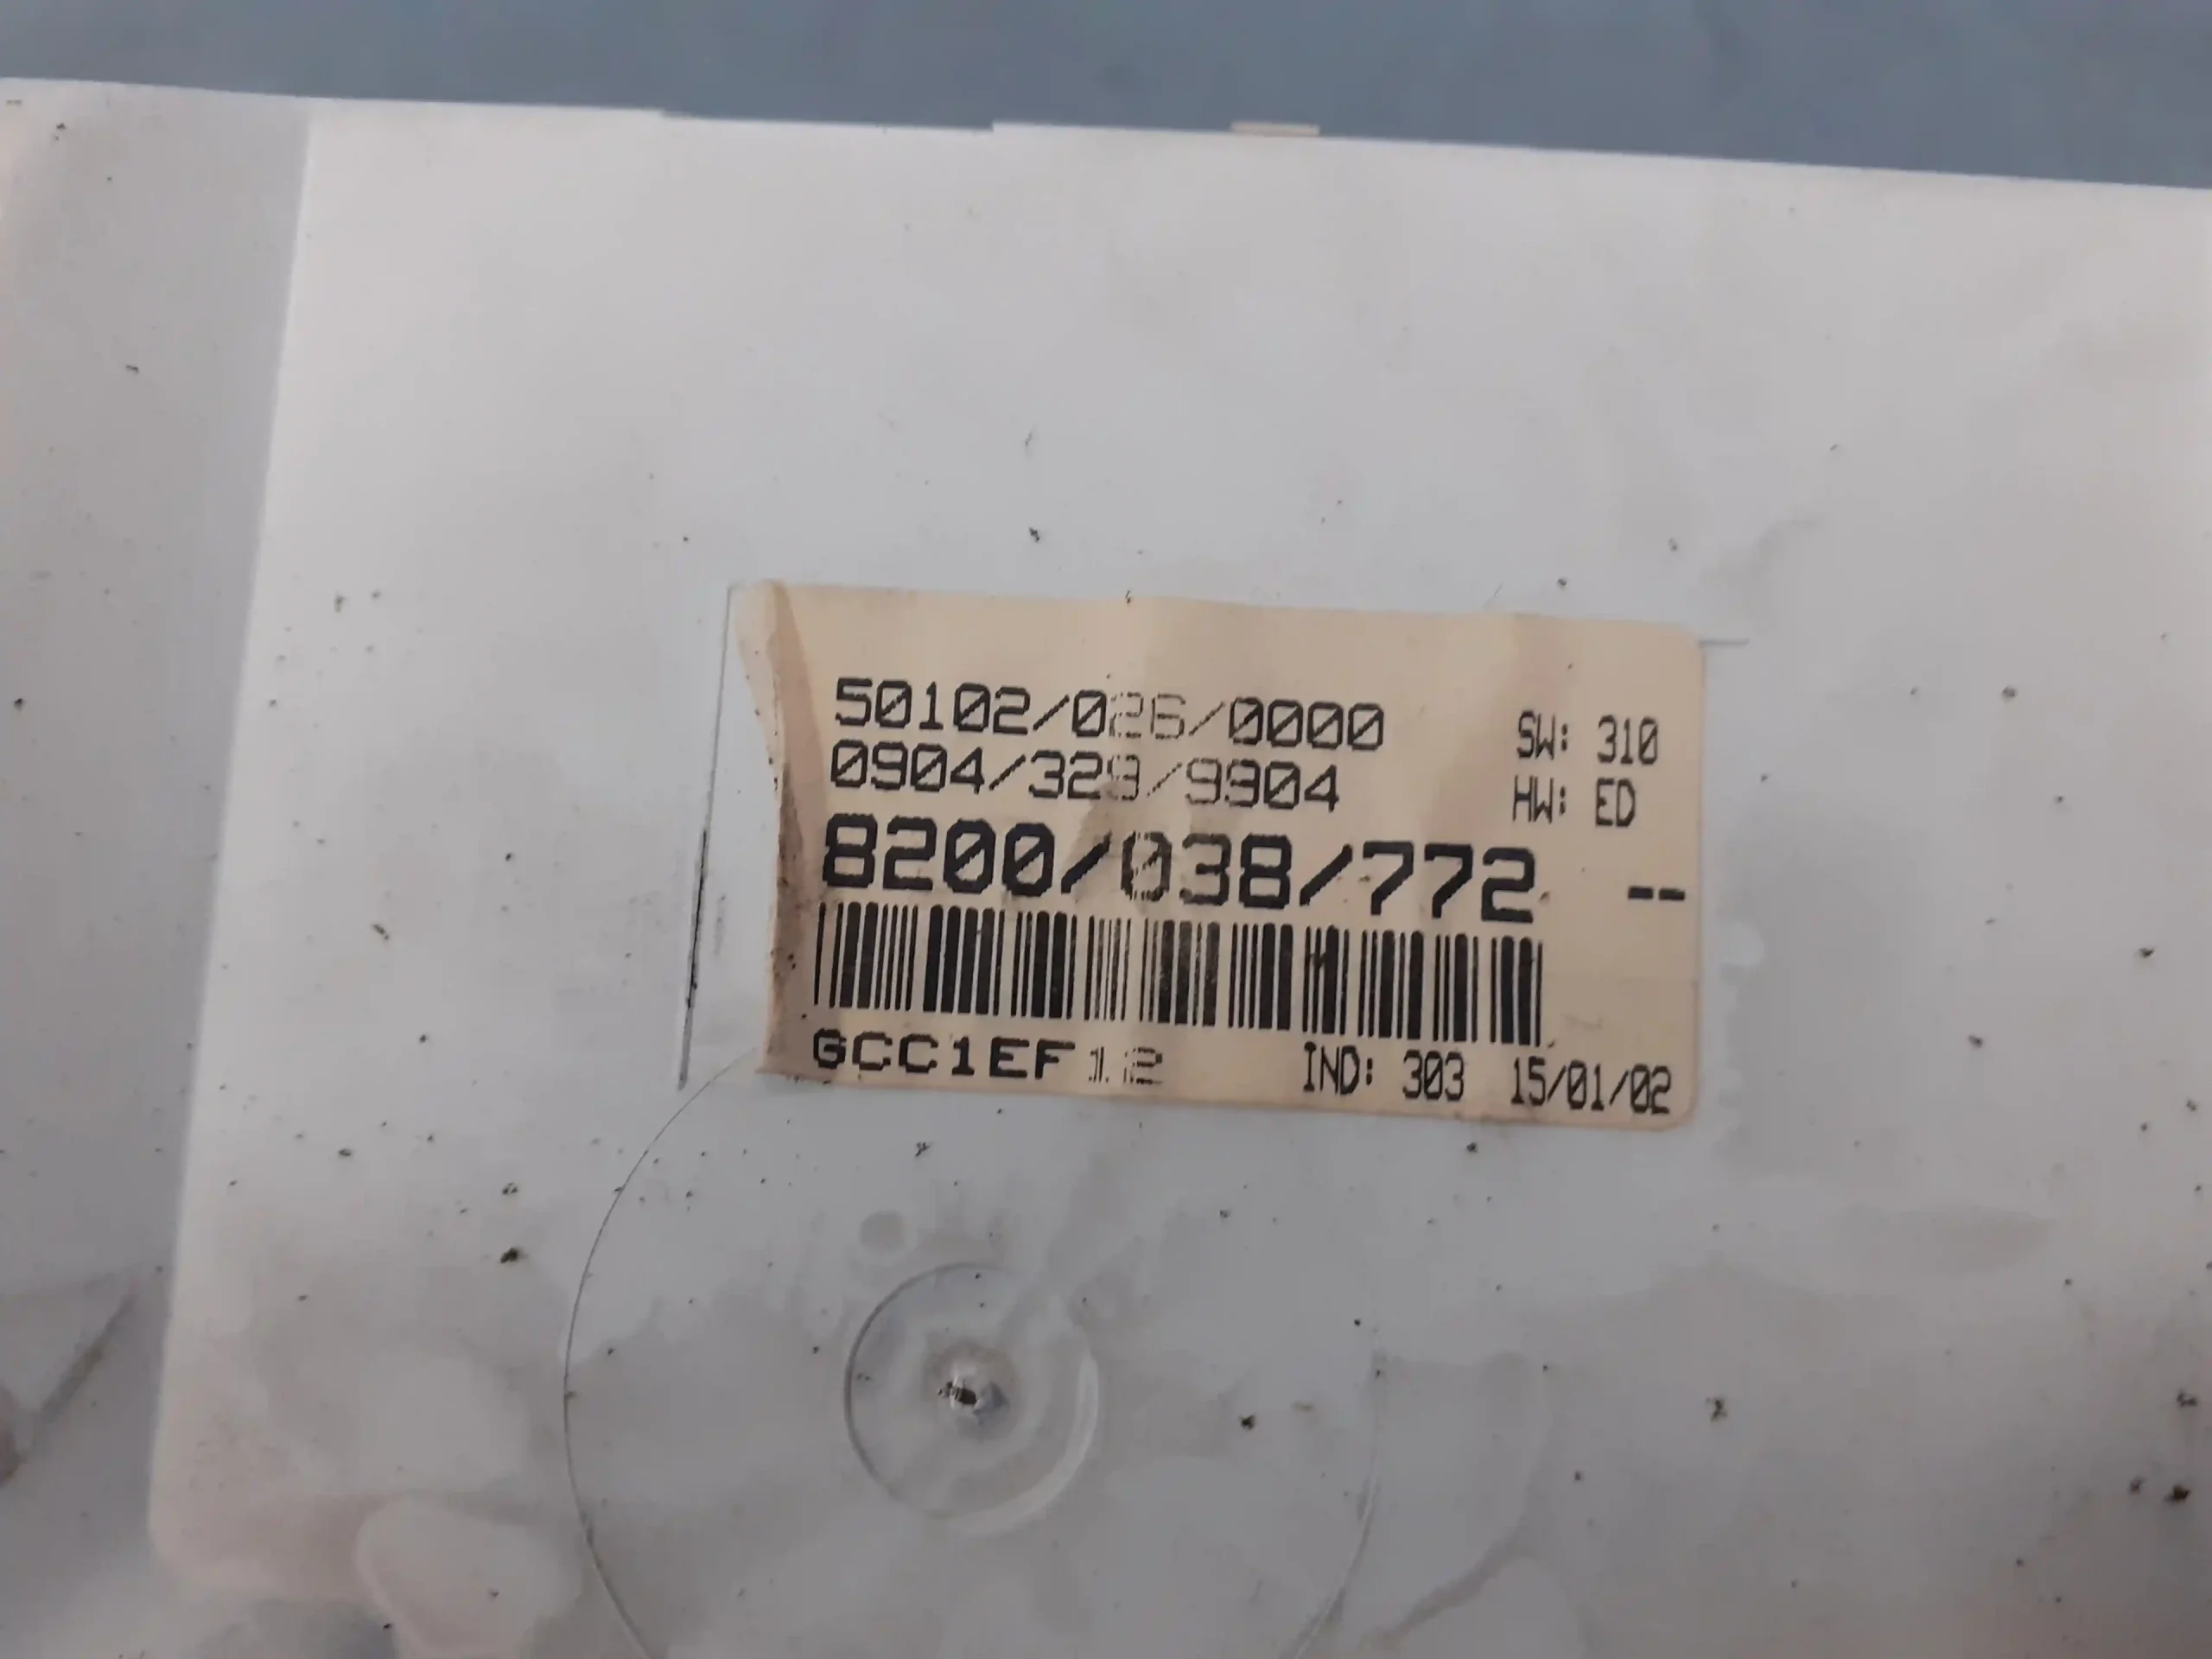 50102/026/0000
SW: 310
0904/329/9904
HW: ED
8200/038/772 --
GCC1EF12
IND: 303 15/01/02